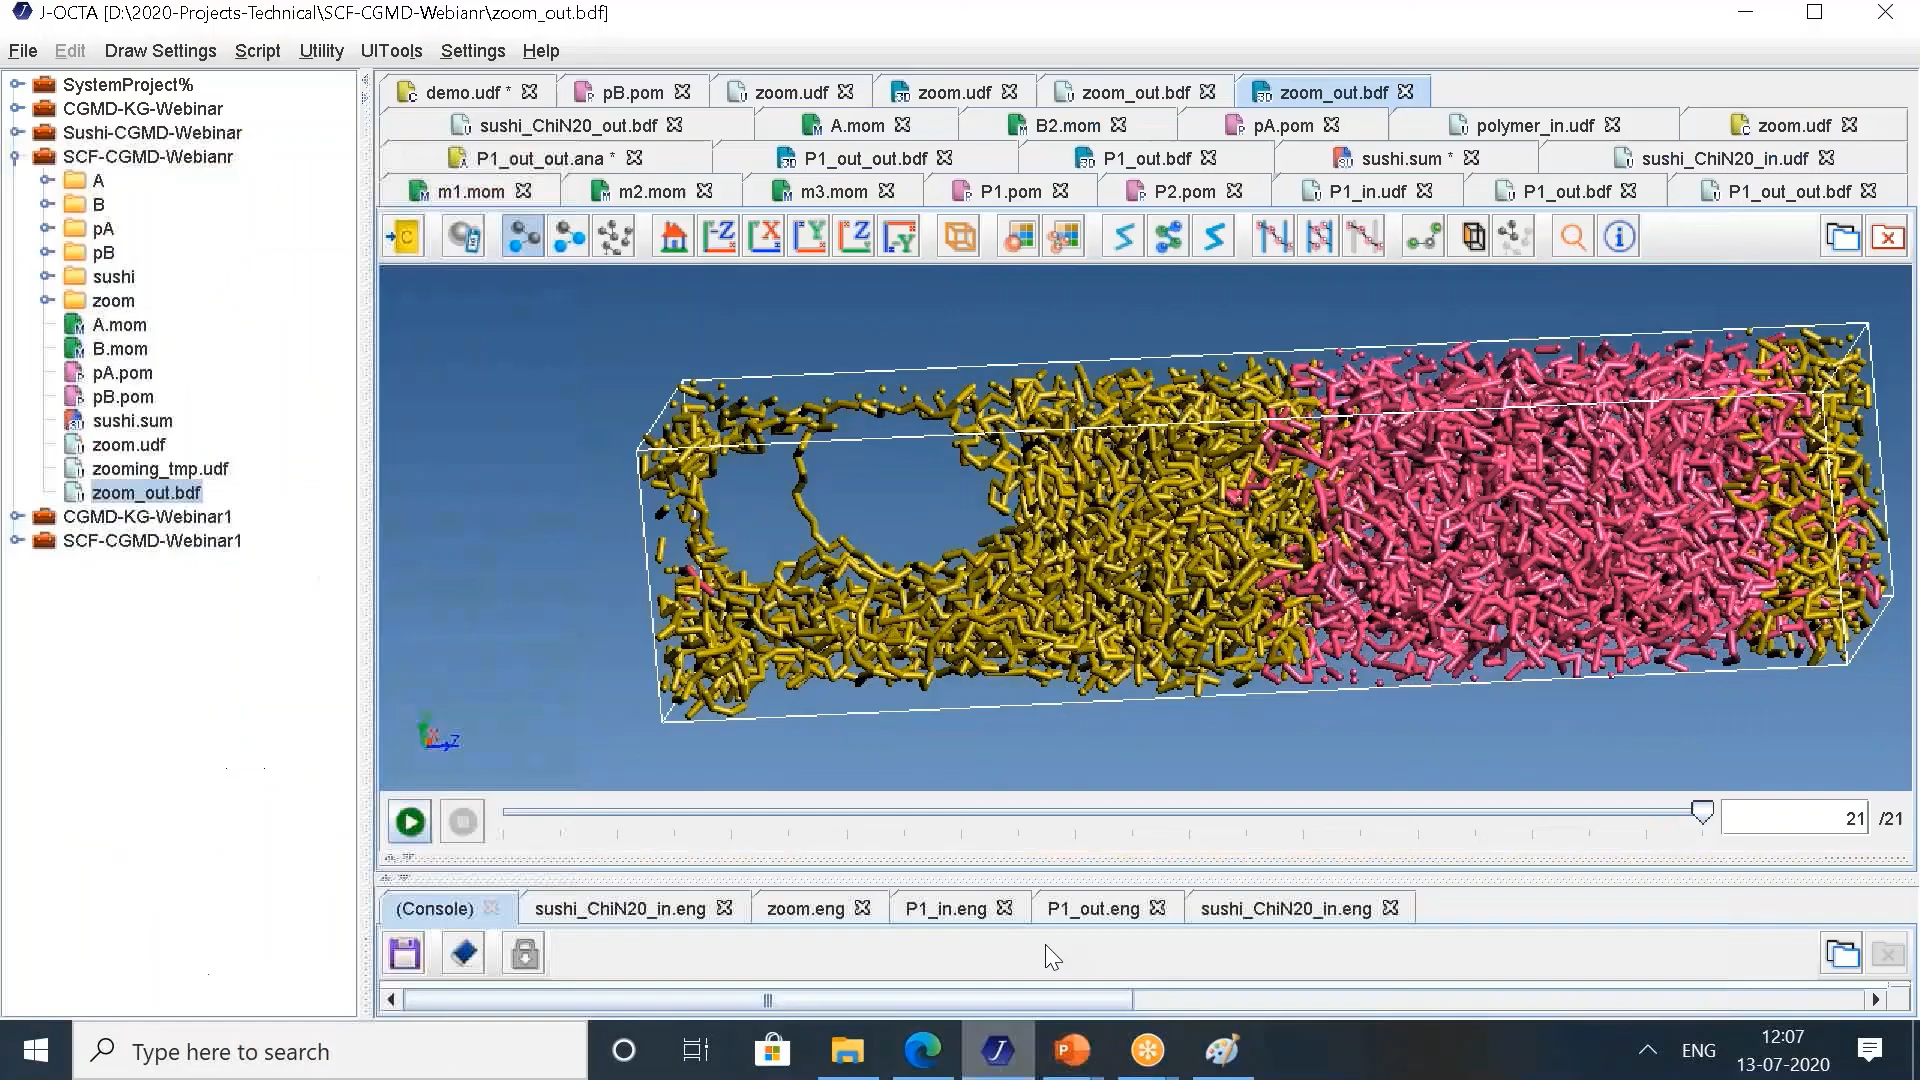 J-OCTA [D:\2020-Projects-Technical\SCF-CGMD-Webianr\zoom_out.bdf]
File Edit Draw Settings Script Utility UITools Settings Help
SystemProject%
CGMD-KG-Webinar
Sushi-CGMD-Webinar
SCF-CGMD-Webianr
A
B
pA
pB
sushi
zoom
A.mom
B.mom
pA.pom
pB.pom
sushi.sum
zoom.udf
zooming_tmp.udf
zoom_out.bdf
CGMD-KG-Webinar1
SCF-CGMD-Webinar1
demo.udf * pB.pom zoom.udf zoom.udf zoom_out.bdf zoom_out.bdf
sushi_ChiN20_out.bdf A.mom B2.mom pA.pom polymer_in.udf zoom.udf
P1_out_out.ana * P1_out_out.bdf P1_out.bdf sushi.sum * sushi_ChiN20_in.udf
m1.mom m2.mom m3.mom P1.pom P2.pom P1_in.udf P1_out.bdf P1_out_out.bdf
C -Z X Y Z -Y
Z
21 /21
(Console) sushi_ChiN20_in.eng zoom.eng P1_in.eng P1_out.eng sushi_ChiN20_in.eng
Type here to search
ENG
12:07
13-07-2020